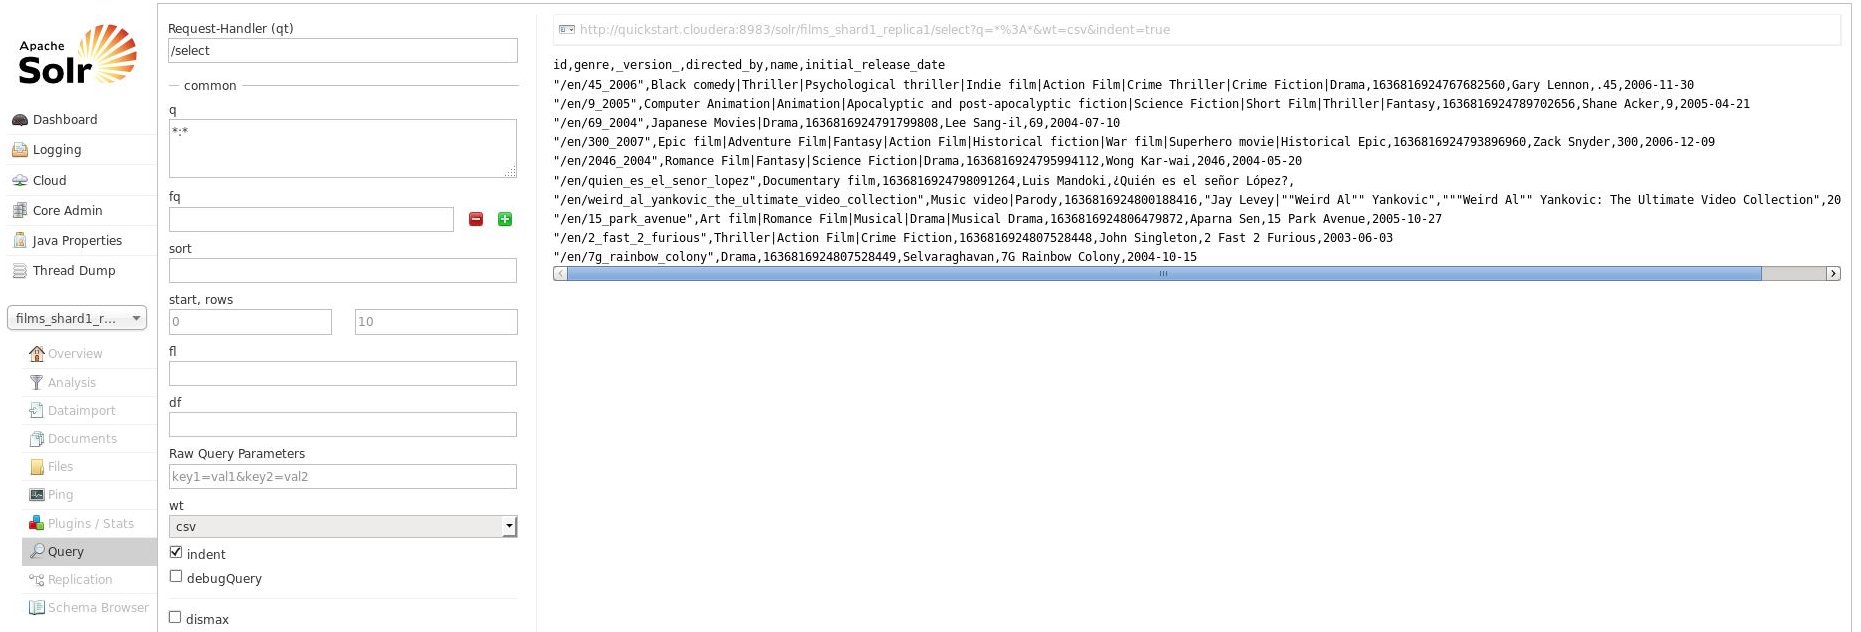 Apache
Solr
Dashboard
Logging
Cloud
Core Admin
Java Properties
Thread Dump
films_shard1_r...
Overview
Analysis
Dataimport
Documents
Files
Ping
Plugins / Stats
Query
Replication
Schema Browser
Request-Handler (qt)
/select
common
q
*:*
fq
sort
start, rows
0 10
fl
df
Raw Query Parameters
key1=val1&key2=val2
wt
csv
indent
debugQuery
dismax
http://quickstart.cloudera:8983/solr/films_shard1_replica1/select?q=*%3A*&wt=csv&indent=true
id,genre,_version_,directed_by,name,initial_release_date
"/en/45_2006",Black comedy|Thriller|Psychological thriller|Indie film|Action Film|Crime Thriller|Crime Fiction|Drama,1636816924767682560,Gary Lennon,.45,2006-11-30
"/en/9_2005",Computer Animation|Animation|Apocalyptic and post-apocalyptic fiction|Science Fiction|Short Film|Thriller|Fantasy,1636816924789702656,Shane Acker,9,2005-04-21
"/en/69_2004",Japanese Movies|Drama,1636816924791799808,Lee Sang-il,69,2004-07-10
"/en/300_2007",Epic film|Adventure Film|Fantasy|Action Film|Historical fiction|War film|Superhero movie|Historical Epic,1636816924793896960,Zack Snyder,300,2006-12-09
"/en/2046_2004",Romance Film|Fantasy|Science Fiction|Drama,1636816924795994112,Wong Kar-wai,2046,2004-05-20
"/en/quien_es_el_senor_lopez",Documentary film,1636816924798091264,Luis Mandoki,¿Quién es el señor López?,
"/en/weird_al_yankovic_the_ultimate_video_collection",Music video|Parody,1636816924800188416,"Jay Levey|""Weird Al"" Yankovic","""Weird Al"" Yankovic: The Ultimate Video Collection",20
"/en/15_park_avenue",Art film|Romance Film|Musical|Drama|Musical Drama,1636816924806479872,Aparna Sen,15 Park Avenue,2005-10-27
"/en/2_fast_2_furious",Thriller|Action Film|Crime Fiction,1636816924807528448,John Singleton,2 Fast 2 Furious,2003-06-03
"/en/7g_rainbow_colony",Drama,1636816924807528449,Selvaraghavan,7G Rainbow Colony,2004-10-15